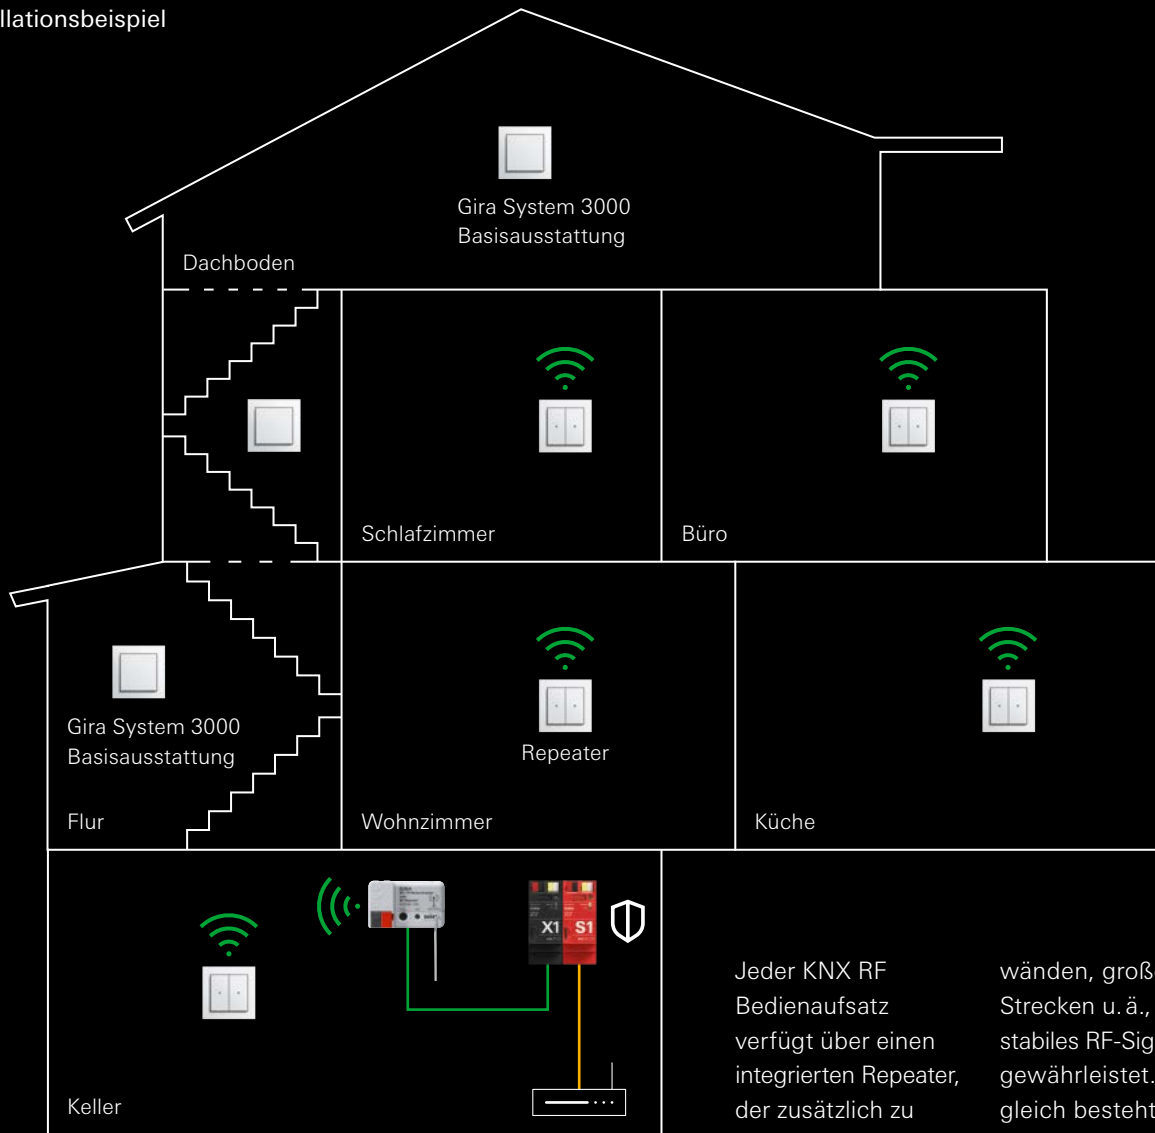 llationsbeispiel
Gira System 3000
Basisausstattung
Dachboden
Schlafzimmer
Büro
Gira System 3000
Basisausstattung
Repeater
Flur
Wohnzimmer
Küche
X1
S1
Keller
Jeder KNX RF
Bedienaufsatz
verfügt über einen
integrierten Repeater,
der zusätzlich zu
wänden, groß
Strecken u. ä.,
stabiles RF-Sig
gewährleistet.
gleich besteht